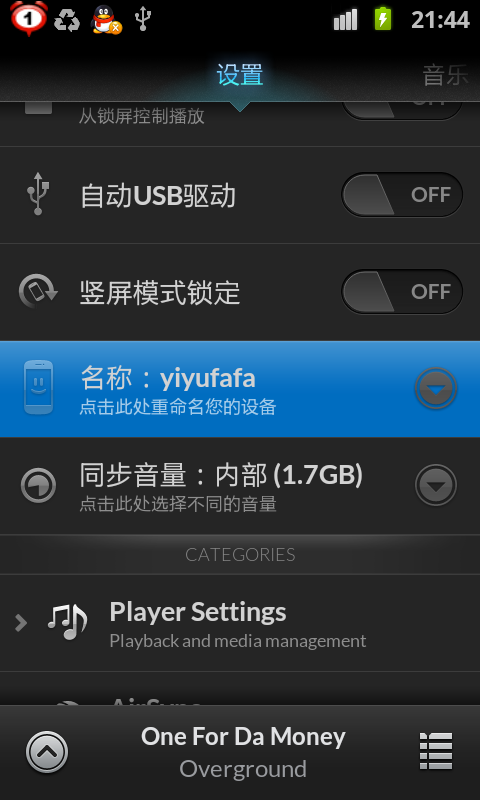 1
21:44
设置
音乐
从锁屏控制播放
OFF
自动USB驱动
OFF
竖屏模式锁定
OFF
名称：yiyufafa
点击此处重命名您的设备
同步音量：内部 (1.7GB)
点击此处选择不同的音量
CATEGORIES
Player Settings
Playback and media management
AirSync
One For Da Money
Overground